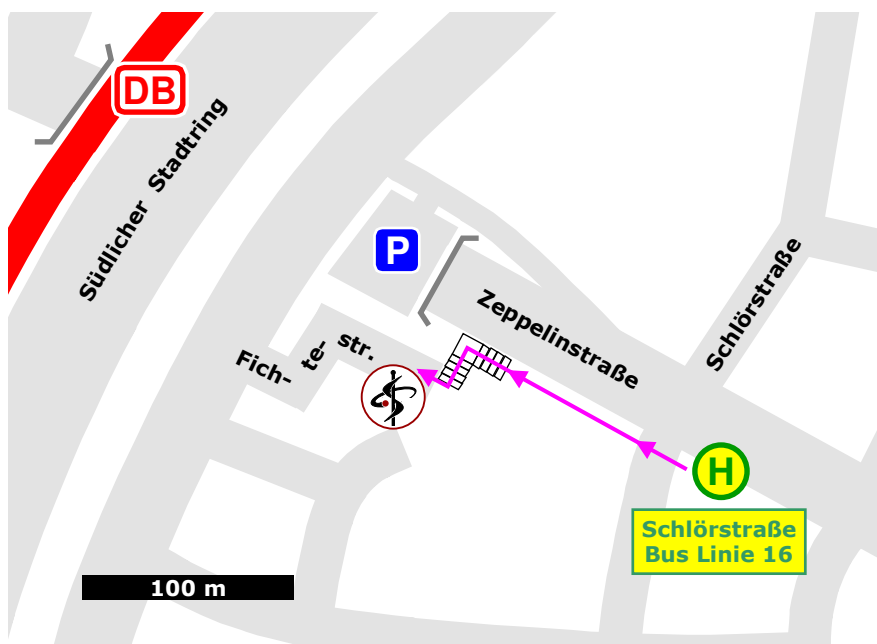 DB
Südlicher Stadtring
P
Zeppelinstraße
Schlörstraße
Fich-
te-
str.
H
Schlörstraße
Bus Linie 16
100 m